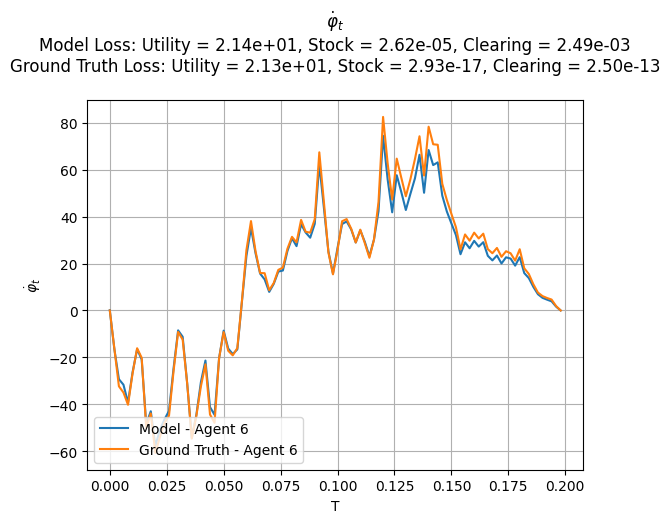 φ̇_t
Model Loss: Utility = 2.14e+01, Stock = 2.62e-05, Clearing = 2.49e-03
Ground Truth Loss: Utility = 2.13e+01, Stock = 2.93e-17, Clearing = 2.50e-13
80
60
40
20
0
−20
−40
−60
φ̇_t
Model - Agent 6
Ground Truth - Agent 6
0.000 0.025 0.050 0.075 0.100 0.125 0.150 0.175 0.200
T